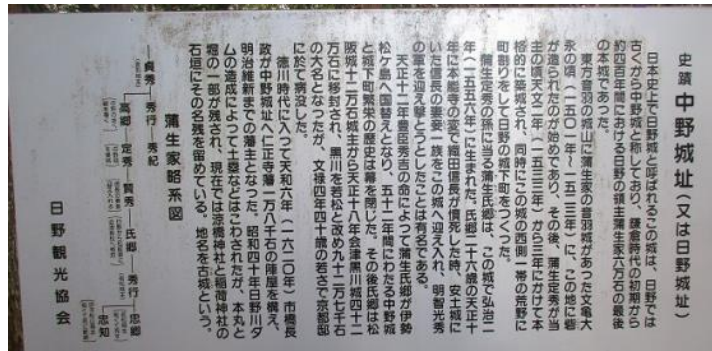 史蹟 中野城址(又は日野城址)
日本史上で日野城と呼ばれるこの城は、日野では
古くから中野城と称しており、鎌倉時代の初期から
約四百年間における日野の領主蒲生家六万石の最後
の本城であった。
東方音羽の城山に蒲生家の音羽城があった文亀大
永の頃(一五〇一年~一五二三年)に、この地に砦
が造られたのが始めであり、その後、蒲生定秀が当
主の頃天文二年(一五三三年)から三年にかけて本
格的に築城され、同時にこの城の西側一帯の荒野に
町割りをして日野の城下町をつくった。
蒲生定秀の孫に当る蒲生氏郷は、この城で弘治二
年(一五五六年)に生まれた。氏郷二十六歳の天正十
年に本能寺の変で織田信長が憤死した時、安土城に
いた信長の妻妾一族をこの城へ迎え入れ、明智光秀
の軍を迎え撃とうとしたことは有名である。
天正十二年豊臣秀吉の命によって蒲生氏郷が伊勢
松ケ島へ国替えとなり、五十二年間にわたる中野城
と城下町繁栄の歴史は幕を閉じた。その後氏郷は松
阪城十二万石城主から天正十八年会津黒川城四十二
万石に移封され、黒川を若松と改め九十二万七千石
の大名となったが、文禄四年四十歳の若さで京都邸
に於て病没した。
徳川時代に入って天和六年(一六二〇年)市橋長
政が中野城址へ仁正寺藩一万八千石の陣屋を構え、
明治維新までの藩主となった。昭和四十年日野川ダ
ムの造成によって土塁などはこわされたが、本丸と
堀の一部が残され、現在では涼橋神社と稲荷神社の
石垣にその名残を留めている。地名を古城という。
蒲生家略系図
貞秀 秀行 秀紀
高郷 定秀 賢秀 氏郷 秀行 忠郷
忠知
日野観光協会